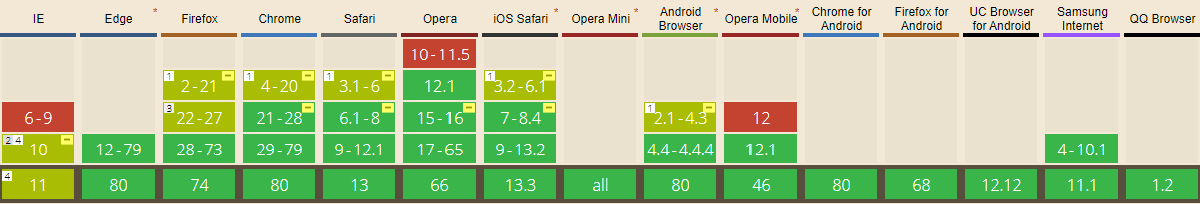 IE Edge * Firefox Chrome Safari Opera iOS Safari * Opera Mini * Android Browser * Opera Mobile * Chrome for Android Firefox for Android UC Browser for Android Samsung Internet QQ Browser
10-11.5
1 2-21 1 4-20 1 3.1-6 12.1 1 3.2-6.1
6-9 3 22-27 21-28 6.1-8 15-16 7-8.4 1 2.1-4.3 12
2 4 10 12-79 28-73 29-79 9-12.1 17-65 9-13.2 4.4-4.4.4 12.1 4-10.1
4 11 80 74 80 13 66 13.3 all 80 46 80 68 12.12 11.1 1.2